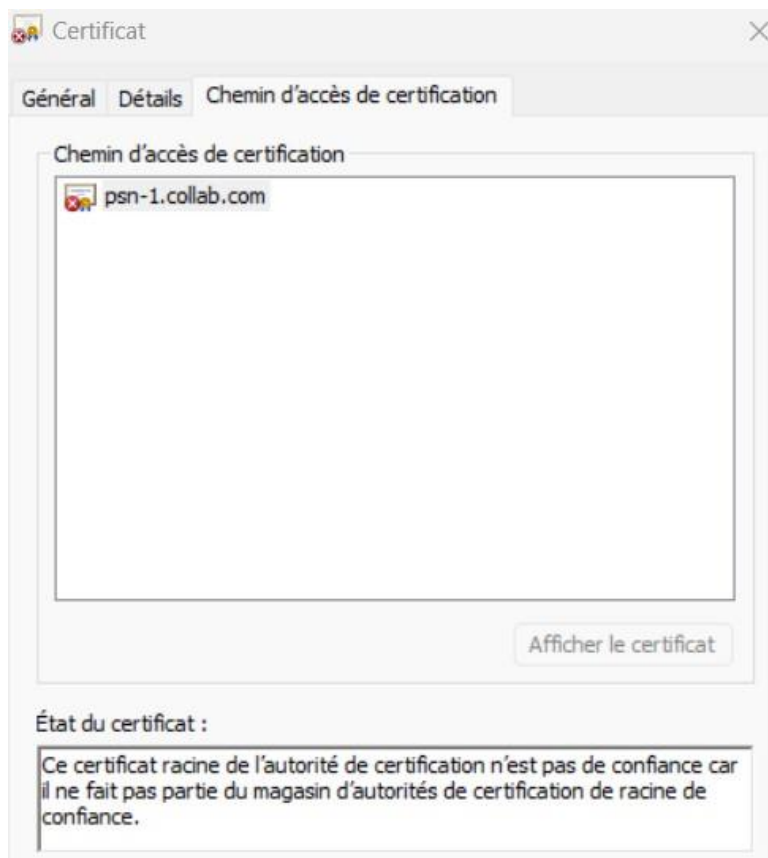 Certificat
Général Détails Chemin d’accès de certification
Chemin d’accès de certification
psn-1.collab.com
Afficher le certificat
État du certificat :
Ce certificat racine de l’autorité de certification n’est pas de confiance car
il ne fait pas partie du magasin d’autorités de certification de racine de
confiance.